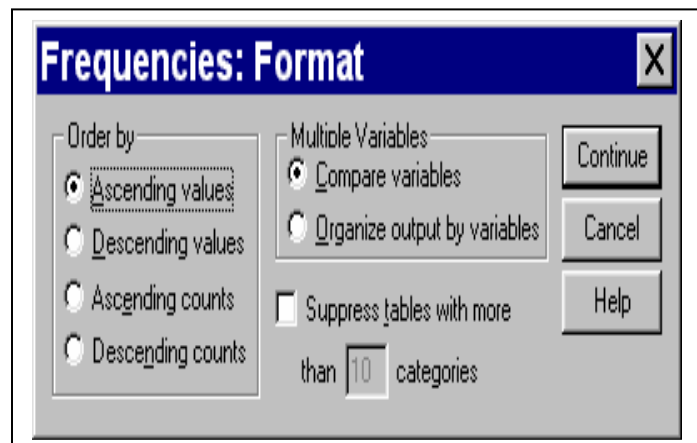 Frequencies: Format
Order by
Ascending values
Descending values
Ascending counts
Descending counts
Multiple Variables
Compare variables
Organize output by variables
Suppress tables with more
than 10 categories
Continue
Cancel
Help